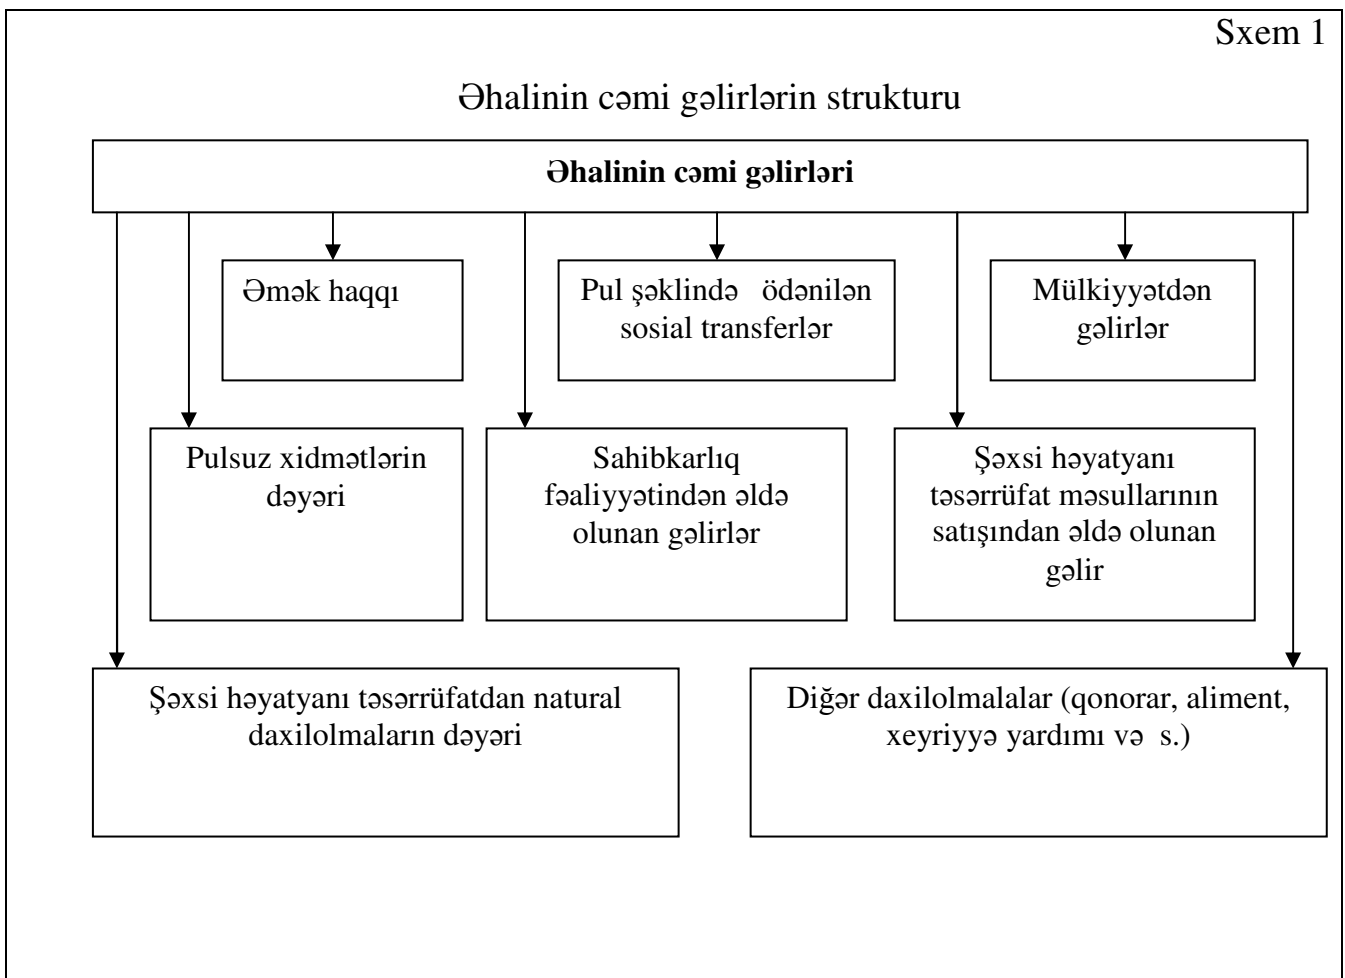 Sxem 1
Əhalinin cəmi gəlirlərin strukturu
Əhalinin cəmi gəlirləri
Əmək haqqı
Pul şəklində ödənilən
sosial transferlər
Mülkiyyətdən
gəlirlər
Pulsuz xidmətlərin
dəyəri
Sahibkarlıq
fəaliyyətindən əldə
olunan gəlirlər
Şəxsi həyatyanı
təsərrüfat məsullarının
satışından əldə olunan
gəlir
Şəxsi həyatyanı təsərrüfatdan natural
daxilolmaların dəyəri
Diğər daxilolmalalar (qonorar, aliment,
xeyriyyə yardımı və s.)